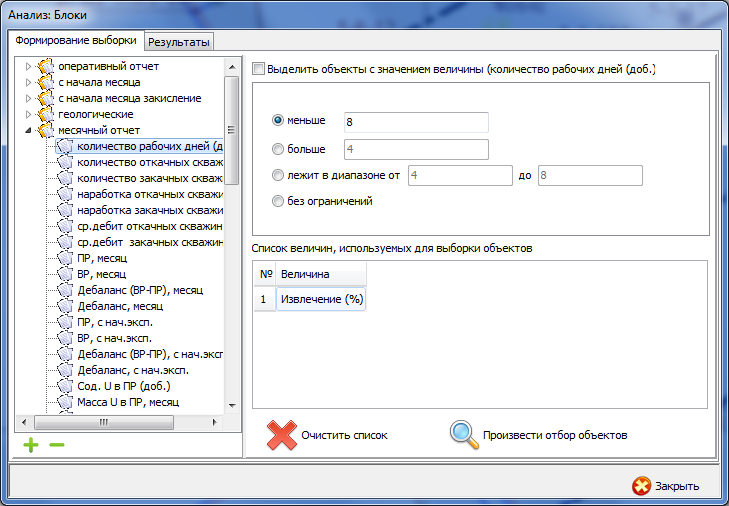 Анализ: Блоки
Формирование выборки
Результаты
оперативный отчет
с начала месяца
с начала месяца закисление
геологические
месячный отчет
количество рабочих дней (д
количество откачных скважи
количество закачных скважи
наработка откачных скважин
наработка закачных скважи
ср.дебит откачных скважин
ср.дебит закачных скважин
ПР, месяц
ВР, месяц
Дебаланс (ВР-ПР), месяц
Дебаланс, месяц
ПР, с нач.эксп.
ВР, с нач.эксп.
Дебаланс (ВР-ПР), с нач.эксп
Дебаланс, с нач.эксп.
Сод. U в ПР (доб.)
Масса U в ПР, месяц
Выделить объекты с значением величины (количество рабочих дней (доб.)
меньше 8
больше 4
лежит в диапазоне от 4 до 8
без ограничений
Список величин, используемых для выборки объектов
№ Величина
1 Извлечение (%)
Очистить список
Произвести отбор объектов
Закрыть